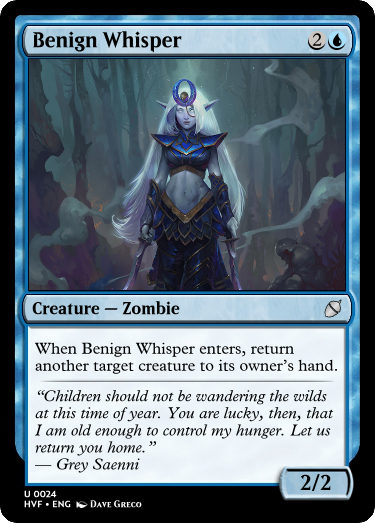 Benign Whisper 2
Creature — Zombie
When Benign Whisper enters, return
another target creature to its owner's hand.
“Children should not be wandering the wilds
at this time of year. You are lucky, then, that
I am old enough to control my hunger. Let us
return you home.”
— Grey Saenni
2/2
U 0024
HVF • ENG Dave Greco